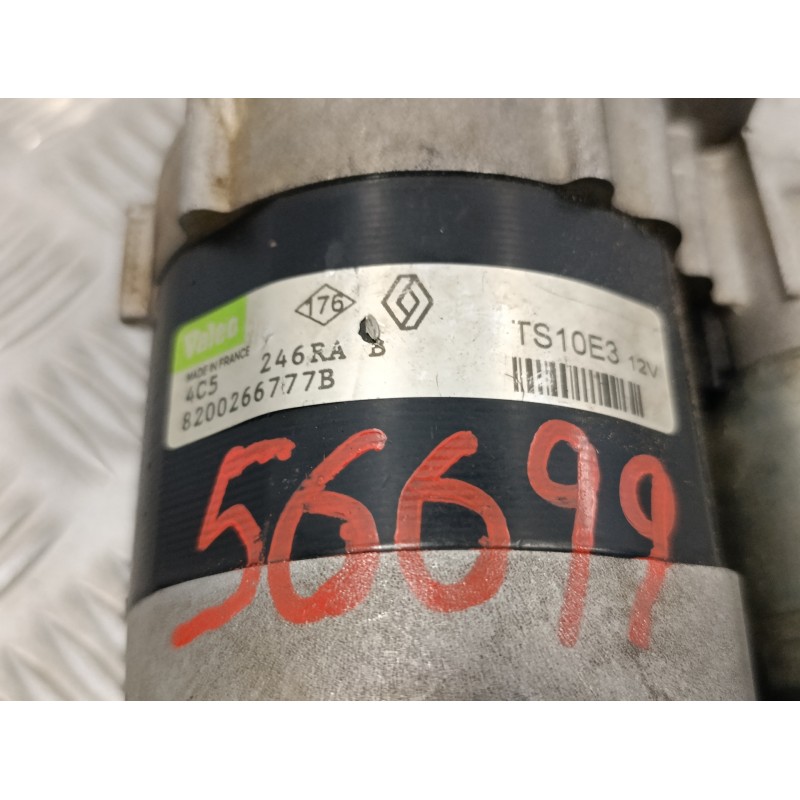 Valeo
176
TS10E3 12V
MADE IN FRANCE
246RA B
4C5
8200266777B
56699